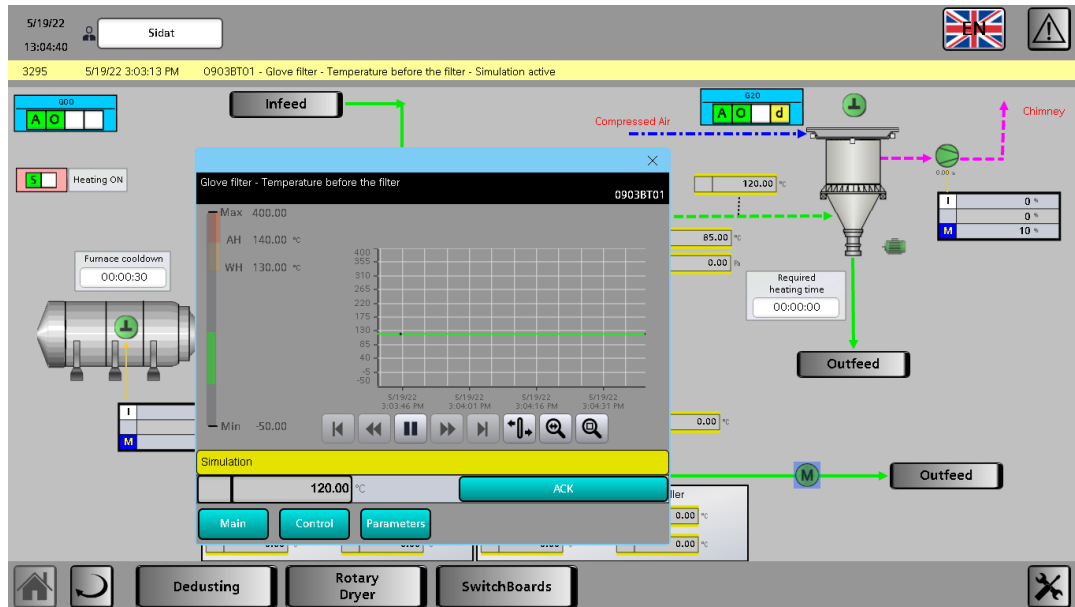 5/19/22
13:04:40
Sidat
EN
3295 5/19/22 3:03:13 PM 0903BT01 - Glove filter - Temperature before the filter - Simulation active
G00
A O
Infeed
G20
A O d
Compressed Air
Chimney
S
Heating ON
120.00 °C
0.00
I 0 %
0 %
M 10 %
85.00 °C
0.00
Furnace cooldown
00:00:30
Required
heating time
00:00:00
Outfeed
Glove filter - Temperature before the filter
0903BT01
Max 400.00
AH 140.00 °C
WH 130.00 °C
400
355
310
265
220
175
130
85
40
-5
-50
5/19/22
3:03:46 PM
5/19/22
3:04:01 PM
5/19/22
3:04:16 PM
5/19/22
3:04:31 PM
Min -50.00
Simulation
120.00 °C
ACK
Main Control Parameters
I
M
0.00 °C
M
Outfeed
ller
0.00 °C
0.00 °C
Dedusting
Rotary
Dryer
SwitchBoards